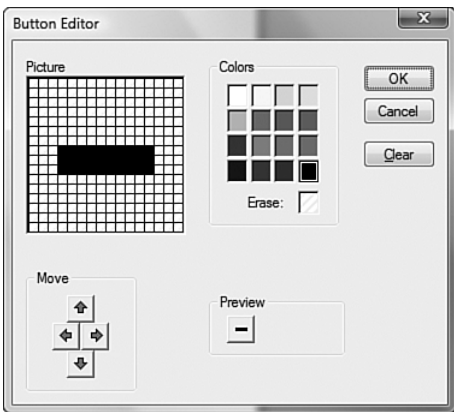 Button Editor
Picture
Colors
OK
Cancel
Clear
Erase:
Move
Preview